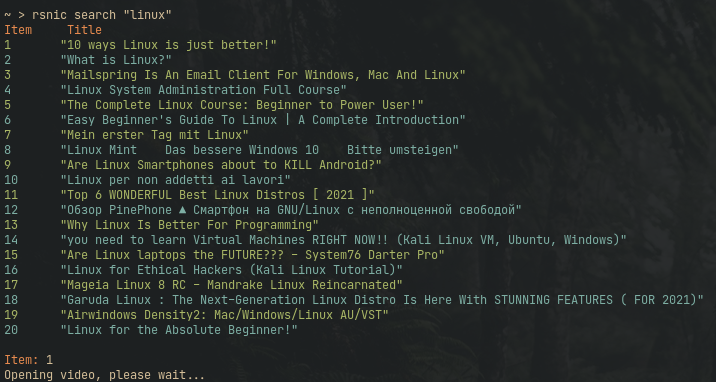 ~ > rsnic search "linux"
Item Title
1 "10 ways Linux is just better!"
2 "What is Linux?"
3 "Mailspring Is An Email Client For Windows, Mac And Linux"
4 "Linux System Administration Full Course"
5 "The Complete Linux Course: Beginner to Power User!"
6 "Easy Beginner's Guide To Linux | A Complete Introduction"
7 "Mein erster Tag mit Linux"
8 "Linux Mint    Das bessere Windows 10    Bitte umsteigen"
9 "Are Linux Smartphones about to KILL Android?"
10 "Linux per non addetti ai lavori"
11 "Top 6 WONDERFUL Best Linux Distros [ 2021 ]"
12 "Обзор PinePhone ▲ Смартфон на GNU/Linux с неполноценной свободой"
13 "Why Linux Is Better For Programming"
14 "you need to learn Virtual Machines RIGHT NOW!! (Kali Linux VM, Ubuntu, Windows)"
15 "Are Linux laptops the FUTURE??? – System76 Darter Pro"
16 "Linux for Ethical Hackers (Kali Linux Tutorial)"
17 "Mageia Linux 8 RC – Mandrake Linux Reincarnated"
18 "Garuda Linux : The Next-Generation Linux Distro Is Here With STUNNING FEATURES ( FOR 2021)"
19 "Airwindows Density2: Mac/Windows/Linux AU/VST"
20 "Linux for the Absolute Beginner!"
Item: 1
Opening video, please wait...